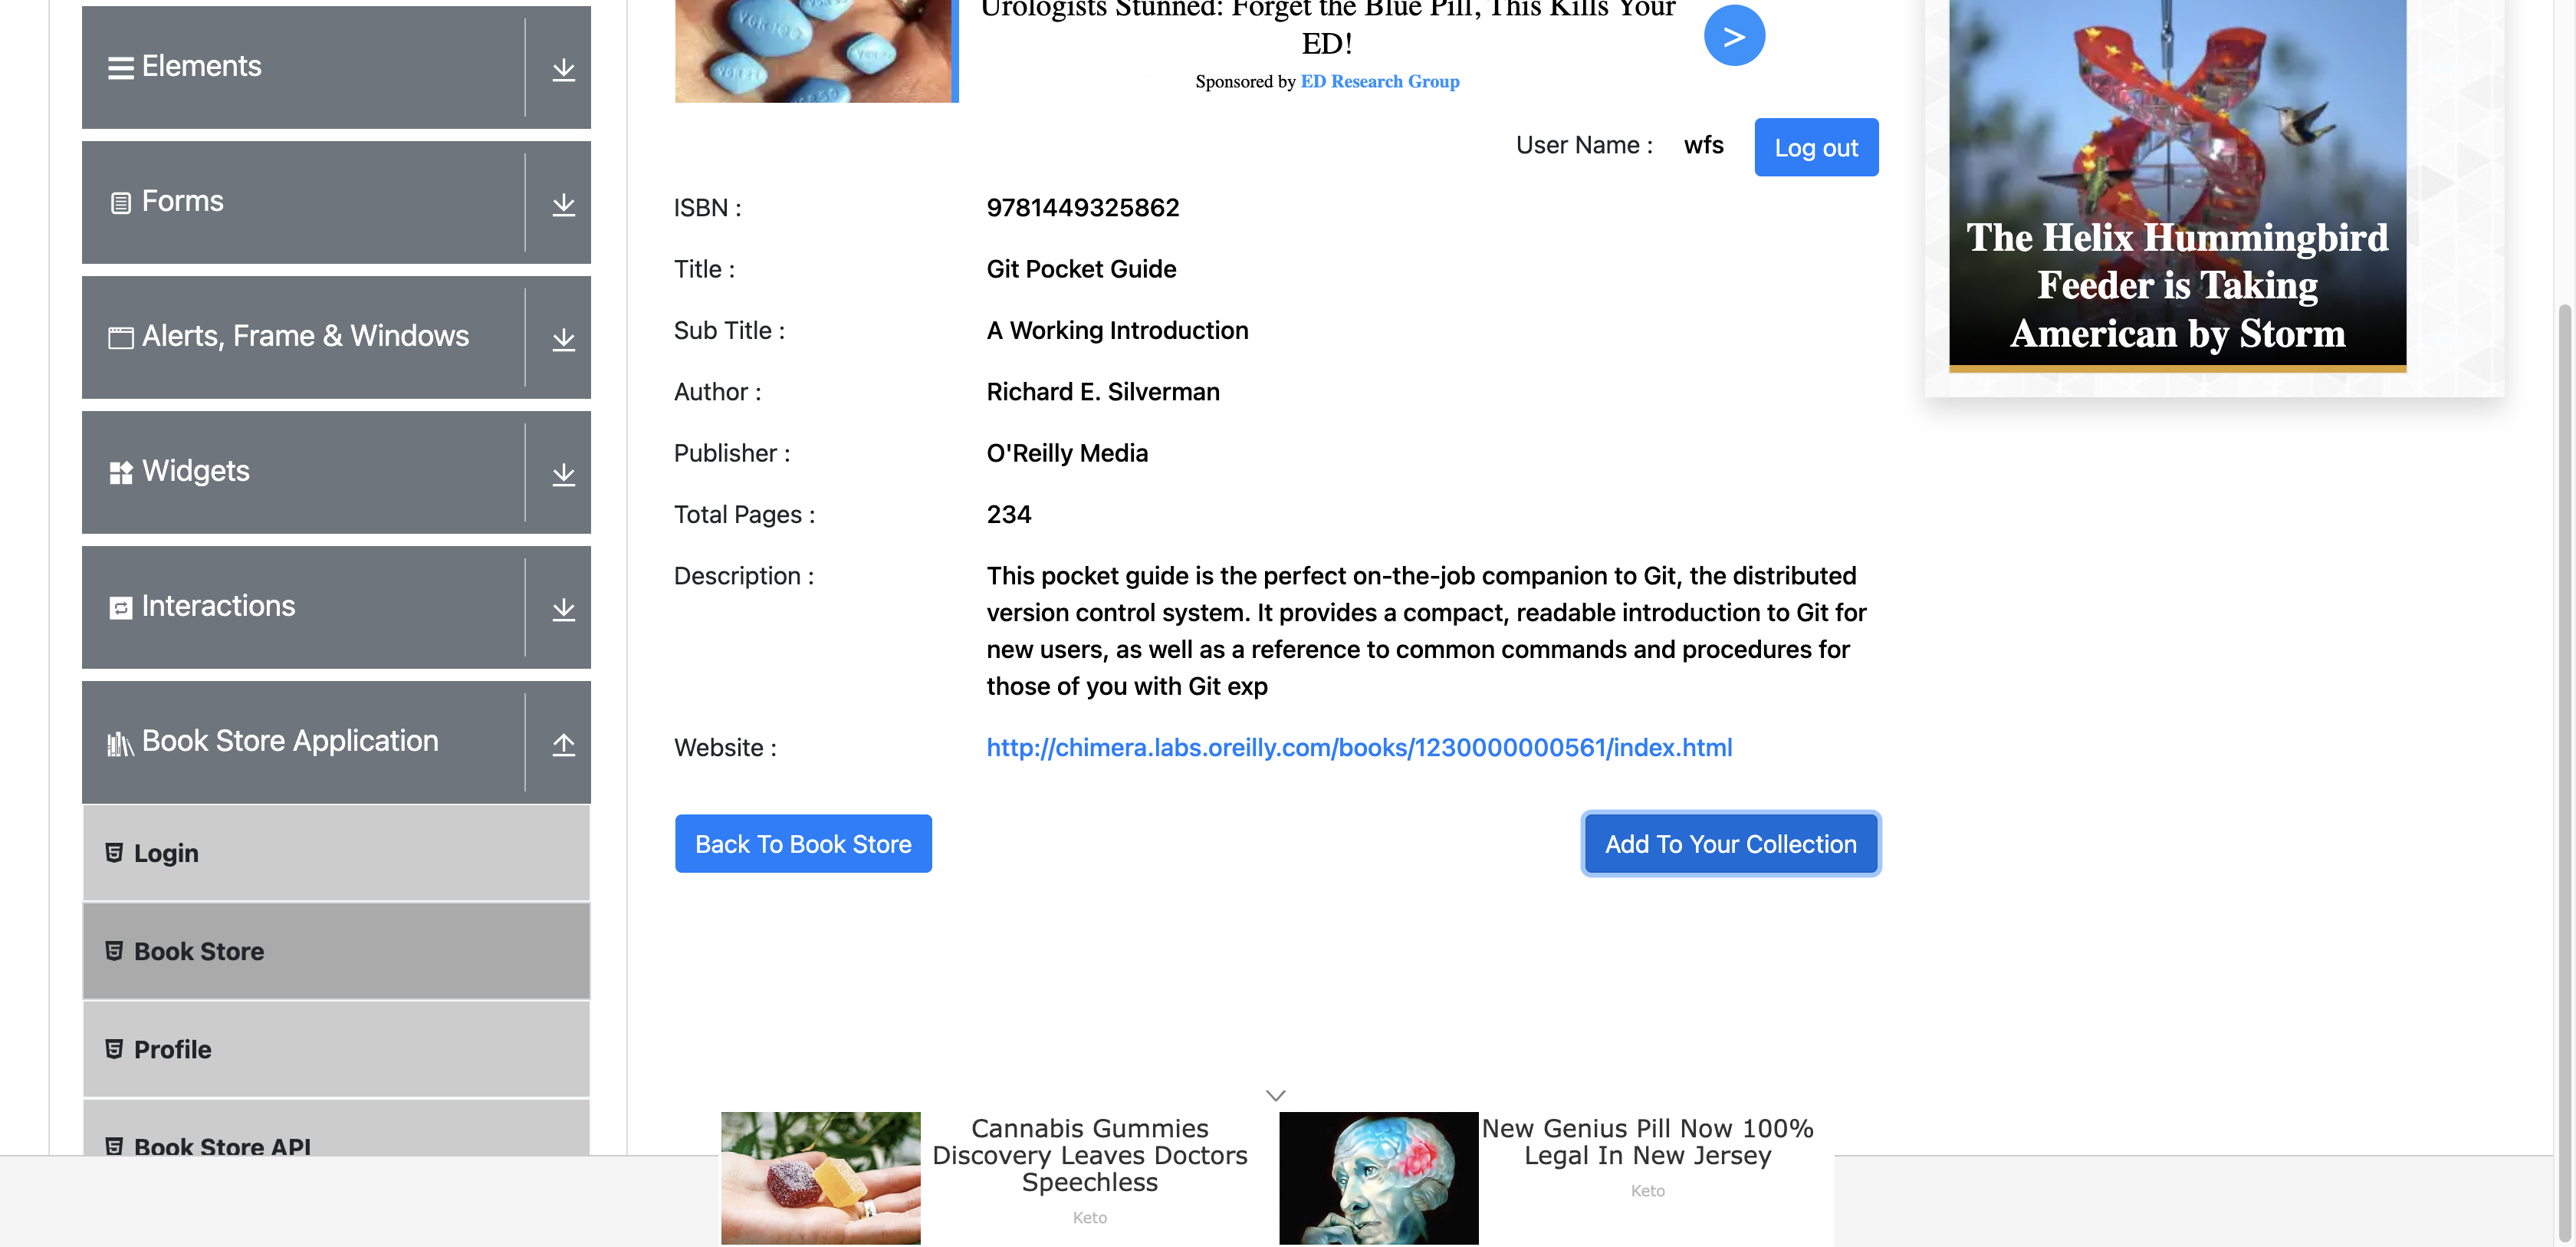 Elements
Forms
Alerts, Frame & Windows
Widgets
Interactions
Book Store Application
Login
Book Store
Profile
Book Store API
Urologists Stunned: Forget the Blue Pill, This Kills Your
ED!
Sponsored by ED Research Group
>
User Name : wfs Log out
ISBN : 9781449325862
Title : Git Pocket Guide
Sub Title : A Working Introduction
Author : Richard E. Silverman
Publisher : O'Reilly Media
Total Pages : 234
Description : This pocket guide is the perfect on-the-job companion to Git, the distributed
version control system. It provides a compact, readable introduction to Git for
new users, as well as a reference to common commands and procedures for
those of you with Git exp
Website : http://chimera.labs.oreilly.com/books/1230000000561/index.html
Back To Book Store Add To Your Collection
The Helix Hummingbird
Feeder is Taking
American by Storm
Cannabis Gummies
Discovery Leaves Doctors
Speechless
Keto
New Genius Pill Now 100%
Legal In New Jersey
Keto